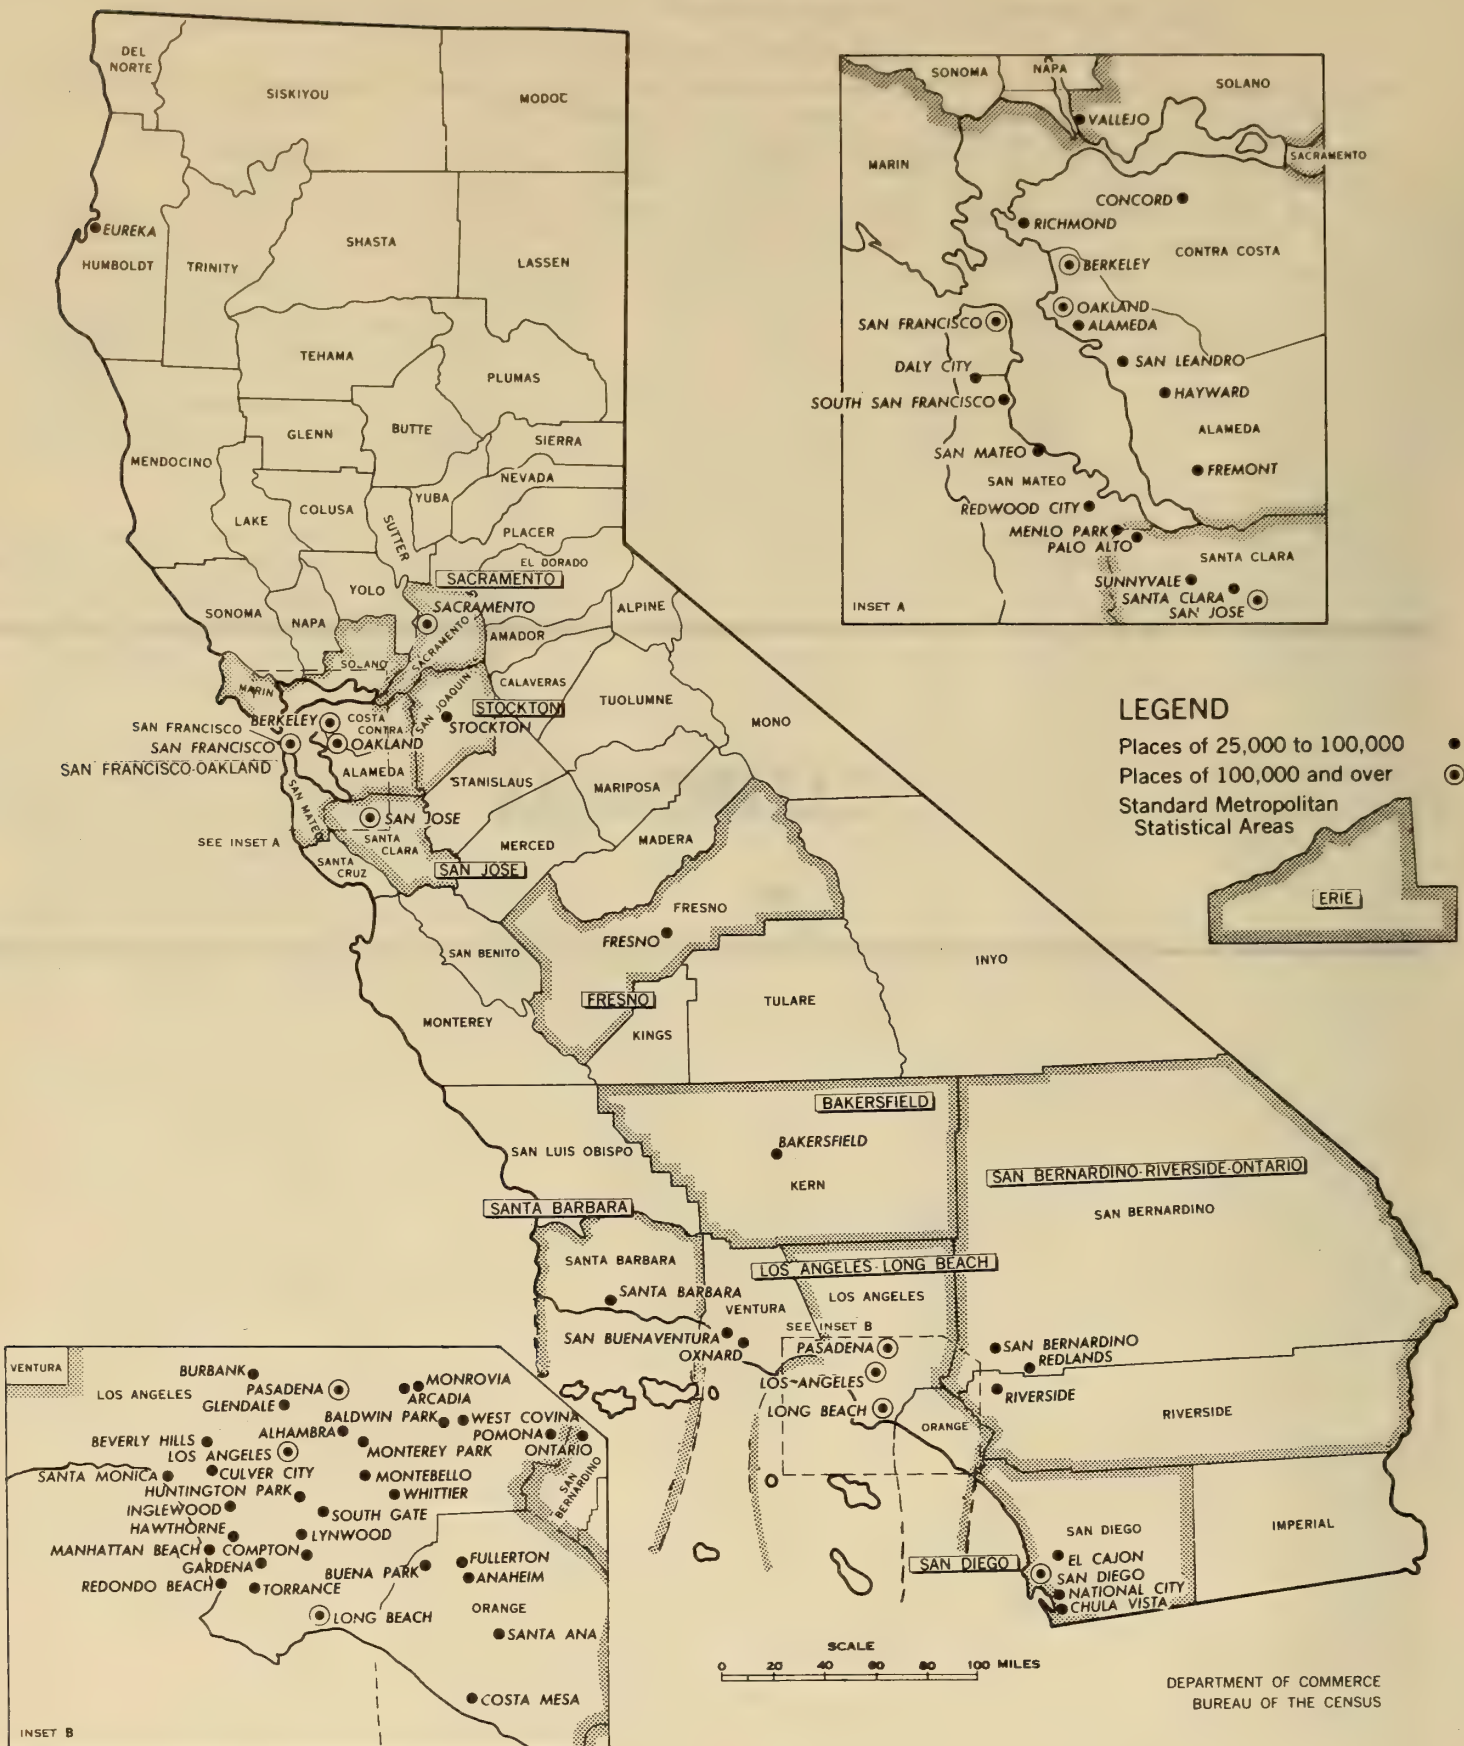 DEL
NORTE
SISKIYOU
MODOC
EUREKA
HUMBOLDT
TRINITY
SHASTA
LASSEN
TEHAMA
PLUMAS
GLENN
BUTTE
SIERRA
MENDOCINO
NEVADA
YUBA
LAKE
COLUSA
SUTTER
PLACER
EL DORADO
SACRAMENTO
YOLO
SONOMA
NAPA
SACRAMENTO
SACRAMENTO
ALPINE
AMADOR
SOLANO
CALAVERAS
MARIN
SAN JOAQUIN
TUOLUMNE
STOCKTON
STOCKTON
MONO
SAN FRANCISCO
BERKELEY
COSTA
CONTRA
SAN FRANCISCO
OAKLAND
SAN FRANCISCO-OAKLAND
ALAMEDA
STANISLAUS
MARIPOSA
SAN MATEO
SAN JOSE
SEE INSET A
SANTA
CLARA
MERCED
MADERA
SANTA
CRUZ
SAN JOSE
FRESNO
FRESNO
SAN BENITO
INYO
FRESNO
TULARE
MONTEREY
KINGS
BAKERSFIELD
BAKERSFIELD
SAN LUIS OBISPO
KERN
SAN BERNARDINO-RIVERSIDE-ONTARIO
SANTA BARBARA
SAN BERNARDINO
SANTA BARBARA
LOS ANGELES-LONG BEACH
SANTA BARBARA
LOS ANGELES
VENTURA
SEE INSET B
SAN BUENAVENTURA
OXNARD
PASADENA
SAN BERNARDINO
REDLANDS
LOS ANGELES
RIVERSIDE
LONG BEACH
ORANGE
RIVERSIDE
SAN DIEGO
IMPERIAL
SAN DIEGO
EL CAJON
SAN DIEGO
NATIONAL CITY
CHULA VISTA
SONOMA
NAPA
SOLANO
VALLEJO
MARIN
SACRAMENTO
CONCORD
RICHMOND
CONTRA COSTA
BERKELEY
OAKLAND
SAN FRANCISCO
ALAMEDA
DALY CITY
SAN LEANDRO
SOUTH SAN FRANCISCO
HAYWARD
ALAMEDA
SAN MATEO
FREMONT
SAN MATEO
REDWOOD CITY
MENLO PARK
PALO ALTO
SANTA CLARA
SUNNYVALE
SANTA CLARA
SAN JOSE
INSET A
LEGEND
Places of 25,000 to 100,000
Places of 100,000 and over
Standard Metropolitan
Statistical Areas
ERIE
VENTURA
LOS ANGELES
BURBANK
MONROVIA
PASADENA
ARCADIA
GLENDALE
BALDWIN PARK
WEST COVINA
ALHAMBRA
POMONA
BEVERLY HILLS
MONTEREY PARK
ONTARIO
LOS ANGELES
SANTA MONICA
CULVER CITY
MONTEBELLO
SAN
BERNARDINO
HUNTINGTON PARK
WHITTIER
INGLEWOOD
SOUTH GATE
HAWTHORNE
LYNWOOD
MANHATTAN BEACH
COMPTON
GARDENA
BUENA PARK
FULLERTON
REDONDO BEACH
TORRANCE
ANAHEIM
LONG BEACH
ORANGE
SANTA ANA
COSTA MESA
INSET B
SCALE
0 20 40 60 80 100 MILES
DEPARTMENT OF COMMERCE
BUREAU OF THE CENSUS